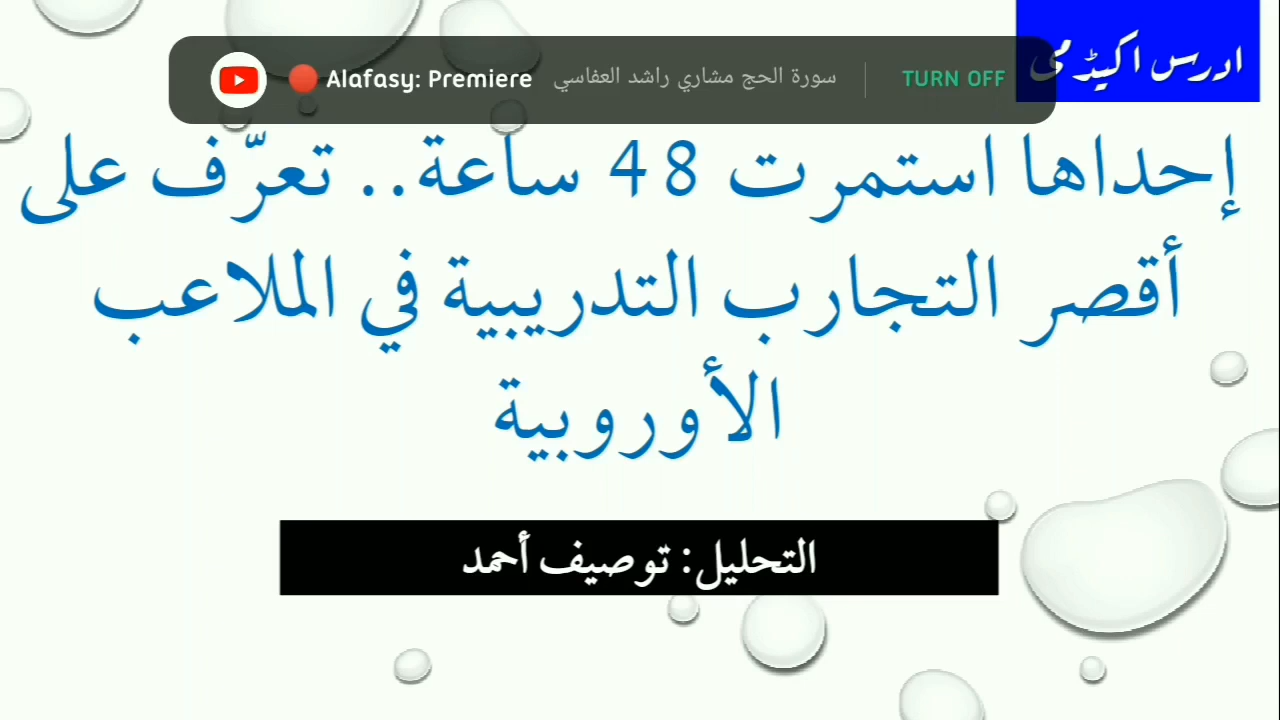 ادرس اکیڈمی
Alafasy: Premiere سورة الحج مشاري راشد العفاسي TURN OFF
إحداها استمرت 48 ساعة.. تعرّف على
أقصر التجارب التدريبية في الملاعب
الأوروبية
التحليل: توصيف أحمد